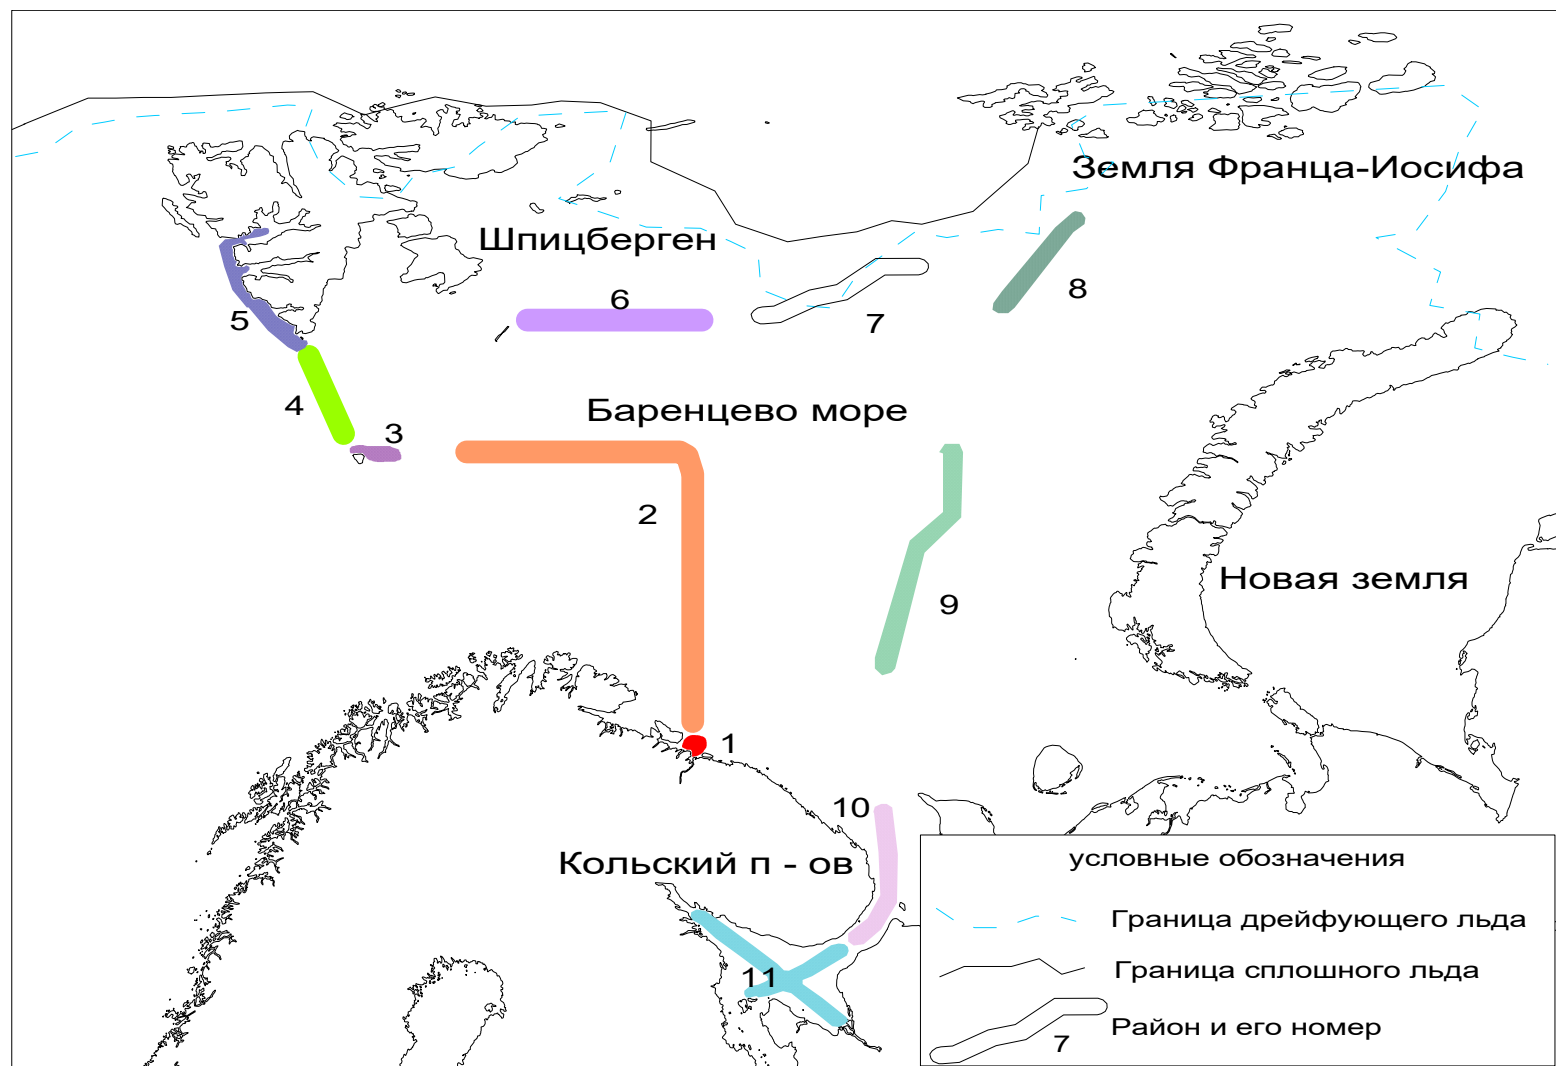 Земля Франца-Иосифа
Шпицберген
8
6
5
7
Баренцево море
4
3
2
Новая земля
9
1
10
Кольский п - ов
11
условные обозначения
Граница дрейфующего льда
Граница сплошного льда
Район и его номер
7